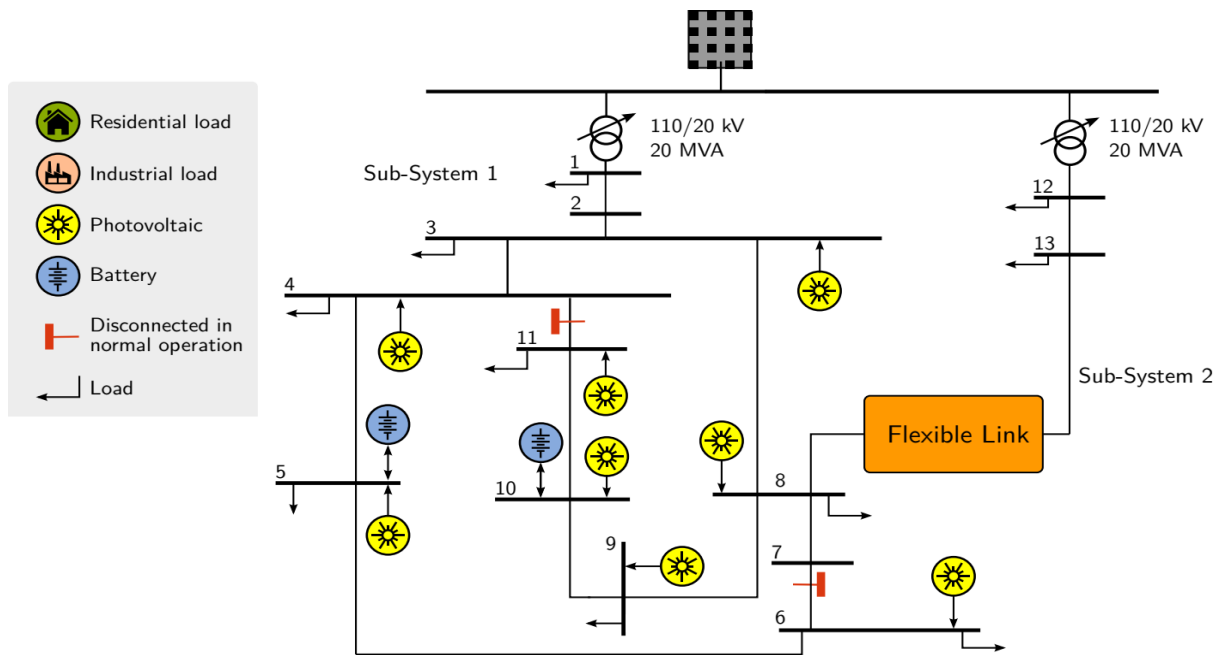 Residential load
Industrial load
Photovoltaic
Battery
Disconnected in
normal operation
Load
110/20 kV
20 MVA
110/20 kV
20 MVA
Sub-System 1
1
2
3
4
5
6
7
8
9
10
11
12
13
Sub-System 2
Flexible Link